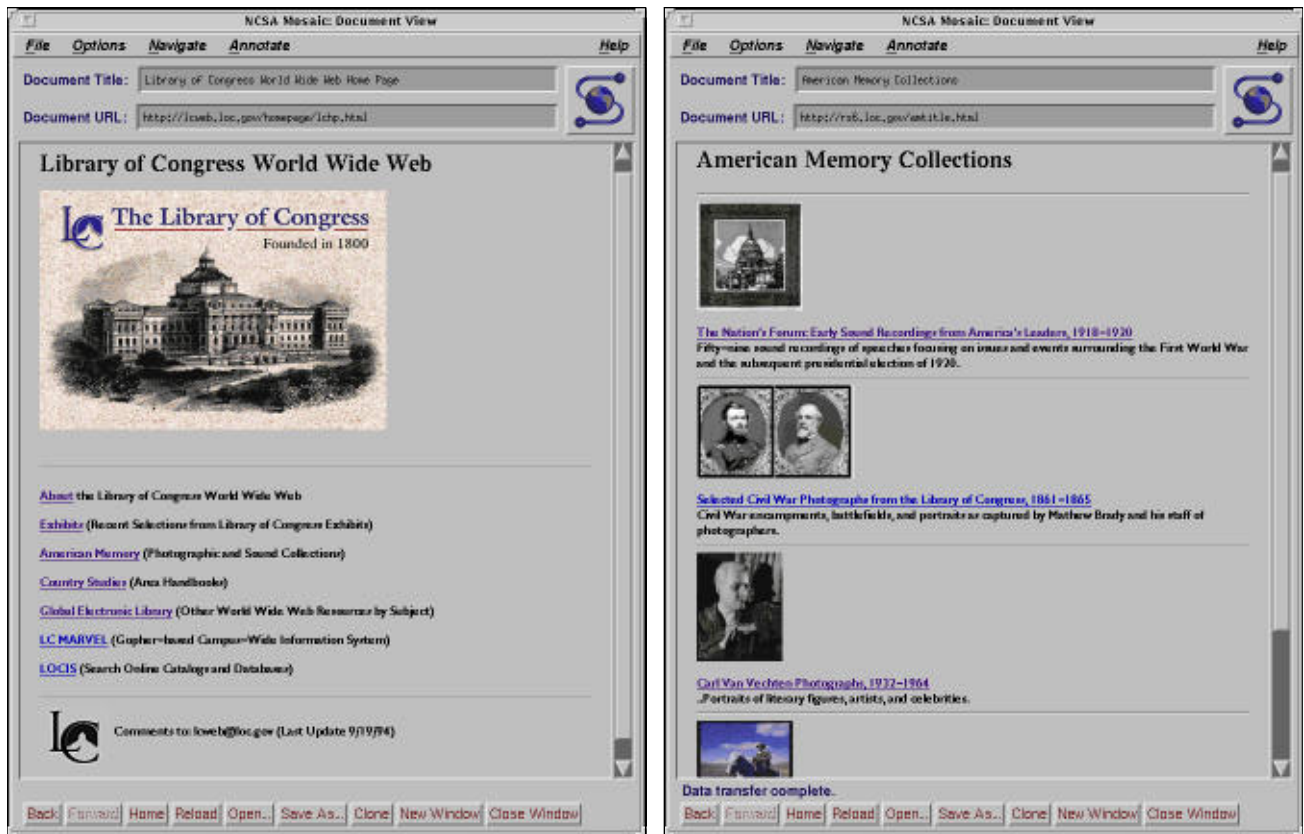 NCSA Mosaic: Document View
File Options Navigate Annotate Help
Document Title: Library of Congress World Wide Web Home Page
Document URL: http://lcweb.loc.gov/homepage/lchp.html
Library of Congress World Wide Web
LC The Library of Congress
Founded in 1800
About the Library of Congress World Wide Web
Exhibits (Recent Selections from Library of Congress Exhibits)
American Memory (Photographic and Sound Collections)
Country Studies (Area Handbooks)
Global Electronic Library (Other World Wide Web Resources by Subject)
LC MARVEL (Gopher-based Campus-Wide Information System)
LOCIS (Search Online Catalogs and Databases)
LC Comments to: lcweb@loc.gov (Last Update 9/19/94)
Back Forward Home Reload Open... Save As... Clone New Window Close Window
NCSA Mosaic: Document View
File Options Navigate Annotate Help
Document Title: American Memory Collections
Document URL: http://rs6.loc.gov/amtitle.html
American Memory Collections
The Nation's Forum: Early Sound Recordings from America's Leaders, 1918-1920
Fifty-nine sound recordings of speeches focusing on issues and events surrounding the First World War
and the subsequent presidential election of 1920.
Selected Civil War Photographs from the Library of Congress, 1861-1865
Civil War encampments, battlefields, and portraits as captured by Mathew Brady and his staff of
photographers.
Carl Van Vechten Photographs, 1932-1964
..Portraits of literary figures, artists, and celebrities.
Data transfer complete.
Back Forward Home Reload Open... Save As... Clone New Window Close Window